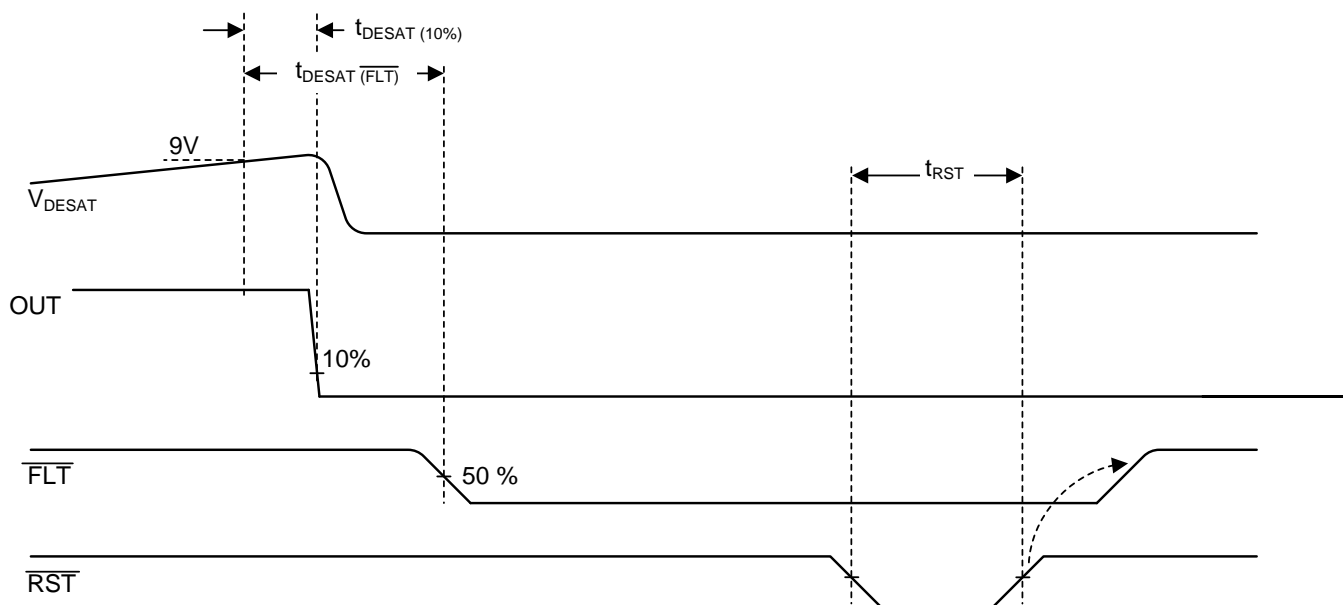 tDESAT (10%)
tDESAT (FLT)
9V
tRST
VDESAT
OUT
10%
FLT
50 %
RST